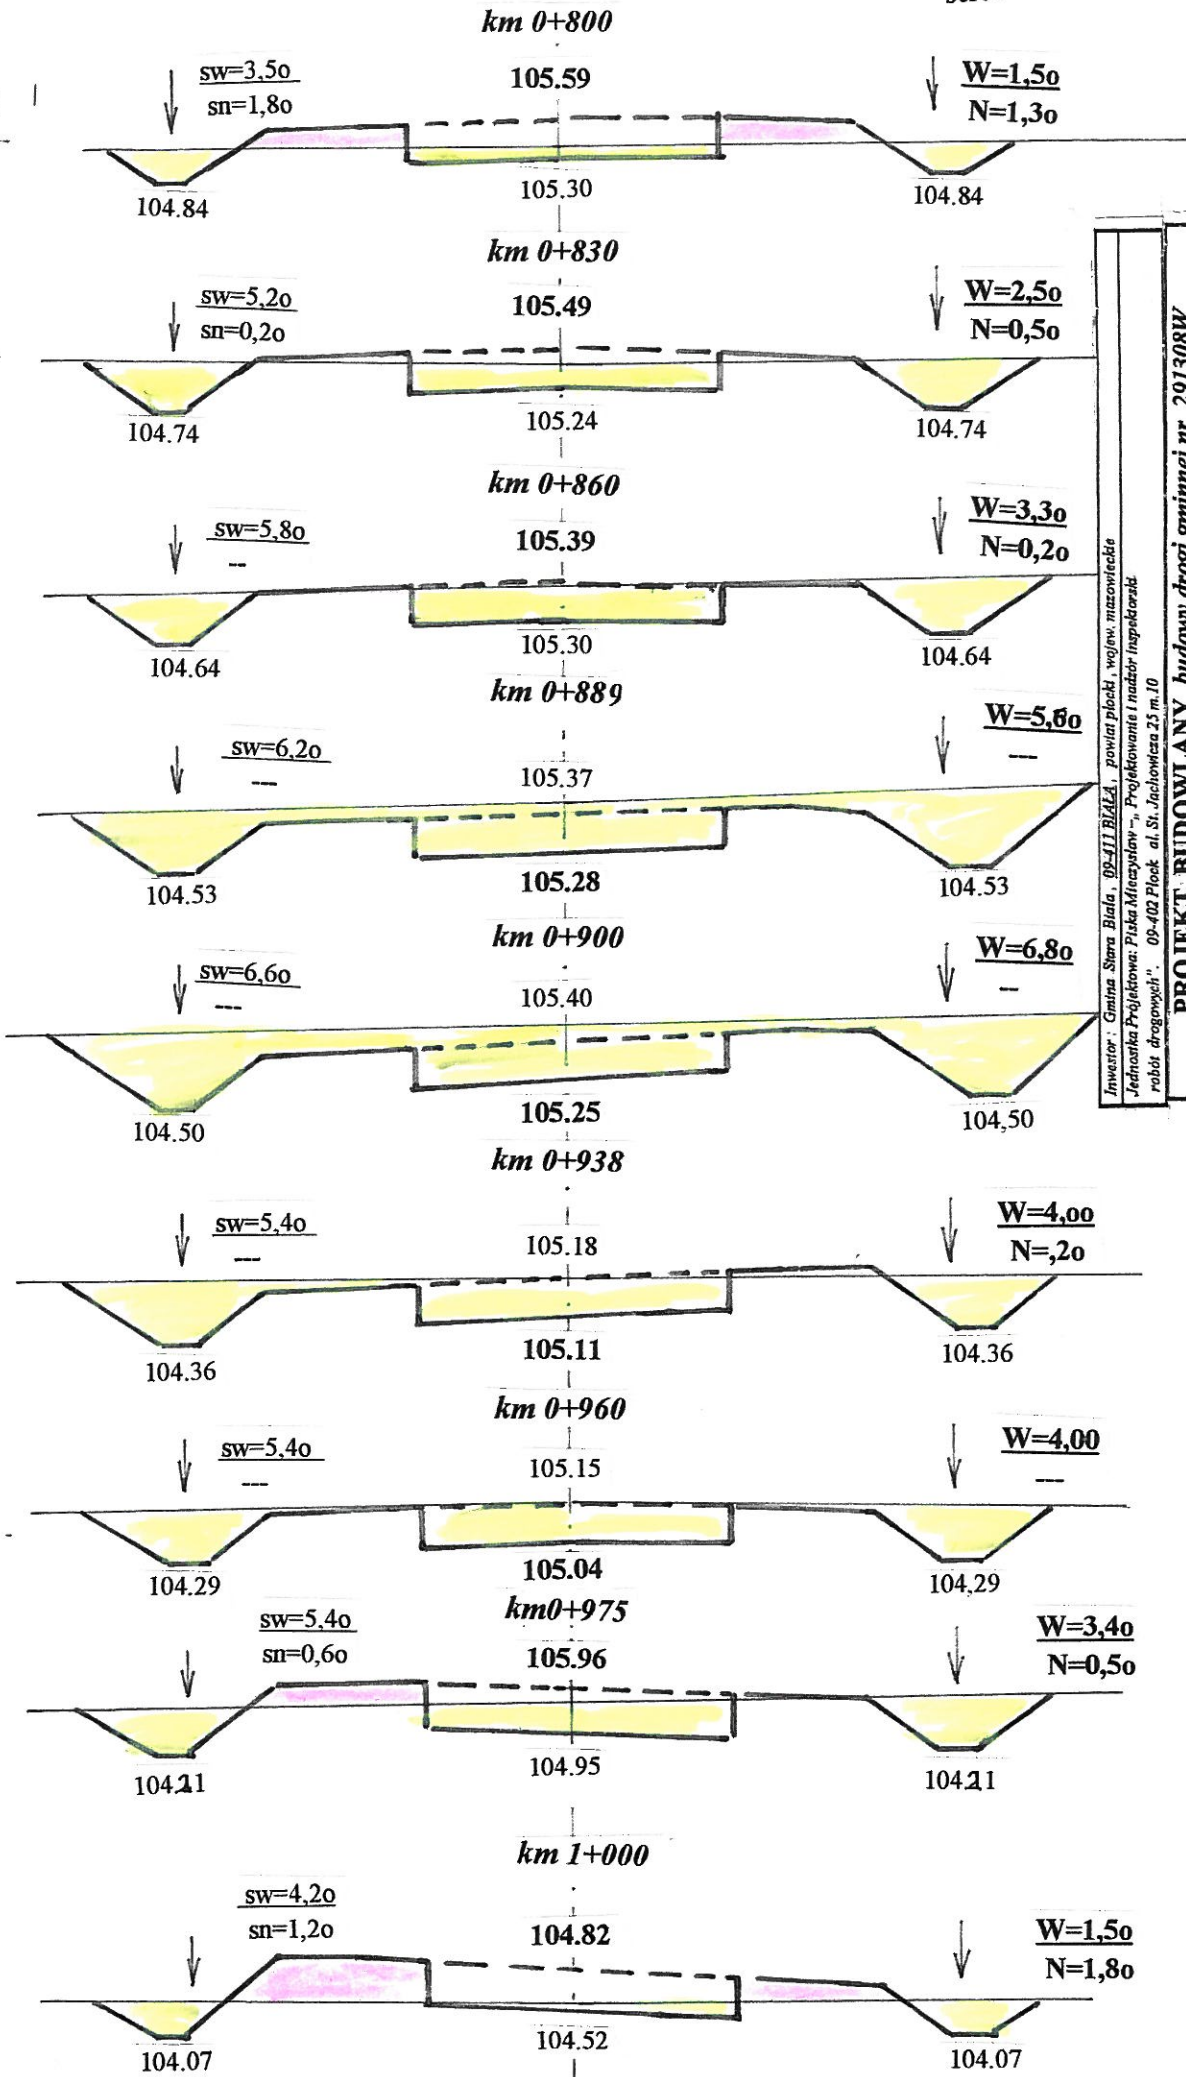 km 0+800
sw=3,5o
sn=1,8o
105.59
W=1,5o
N=1,3o
104.84
105.30
104.84
km 0+830
sw=5,2o
sn=0,2o
105.49
W=2,5o
N=0,5o
104.74
105.24
104.74
km 0+860
sw=5,8o
--
105.39
W=3,3o
N=0,2o
104.64
105.30
104.64
km 0+889
sw=6,2o
---
105.37
W=5,6o
---
104.53
105.28
104.53
km 0+900
sw=6,6o
---
105.40
W=6,8o
--
104.50
105.25
104,50
km 0+938
sw=5,4o
---
105.18
W=4,oo
N=,2o
104.36
105.11
104.36
km 0+960
sw=5,4o
---
105.15
W=4,00
---
104.29
105.04
104,29
km0+975
sw=5,4o
sn=0,6o
105.96
W=3,4o
N=0,5o
104.21
104.95
104.21
km 1+000
sw=4,2o
sn=1,2o
104.82
W=1,5o
N=1,8o
104.07
104.52
104.07
Inwestor : Gmina Stara Biała , 09-411 BIAŁA , powiat płocki , wojew. mazowieckie
Jednostka Projektowa: Piska Mieczysław –„ Projektowanie i nadzór inspektorski
robót drogowych". 09-402 Płock al. St. Jachowicza 25 m.10
PROJEKT BUDOWLANY budowy drogi gminnej nr 291308W